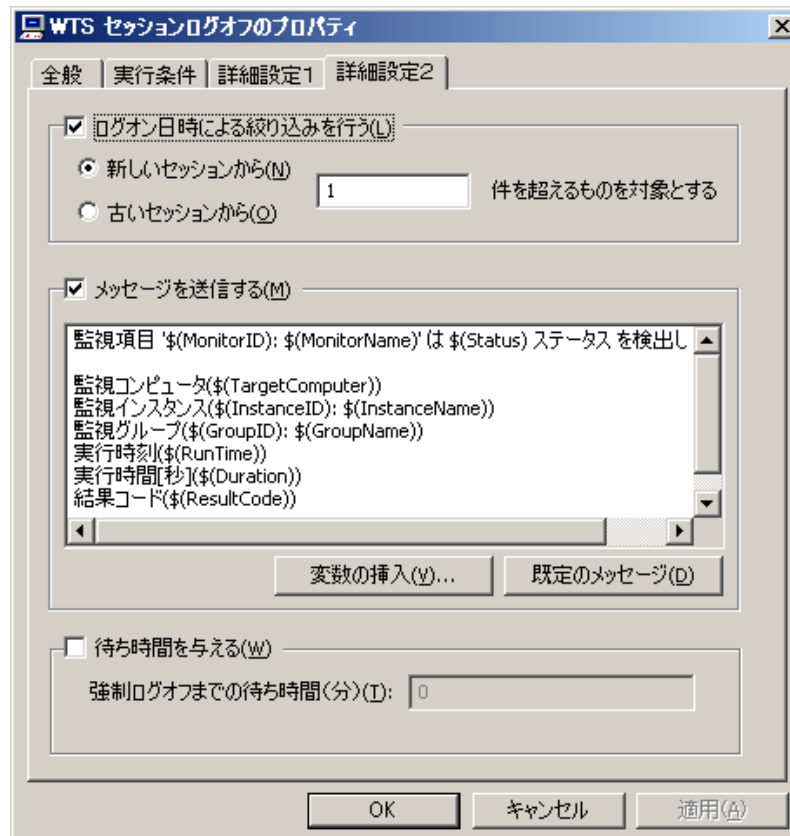 WTS セッションログオフのプロパティ
全般 実行条件 詳細設定1 詳細設定2
ログオン日時による絞り込みを行う(L)
新しいセッションから(N)
1 件を超えるものを対象とする
古いセッションから(O)
メッセージを送信する(M)
監視項目 '$(MonitorID): $(MonitorName)' は $(Status) ステータス を検出し
監視コンピュータ($(TargetComputer))
監視インスタンス($(InstanceID): $(InstanceName))
監視グループ($(GroupID): $(GroupName))
実行時刻($(RunTime))
実行時間[秒]($(Duration))
結果コード($(ResultCode))
変数の挿入(V)... 既定のメッセージ(D)
待ち時間を与える(W)
強制ログオフまでの待ち時間(分)(T): 0
OK キャンセル 適用(A)